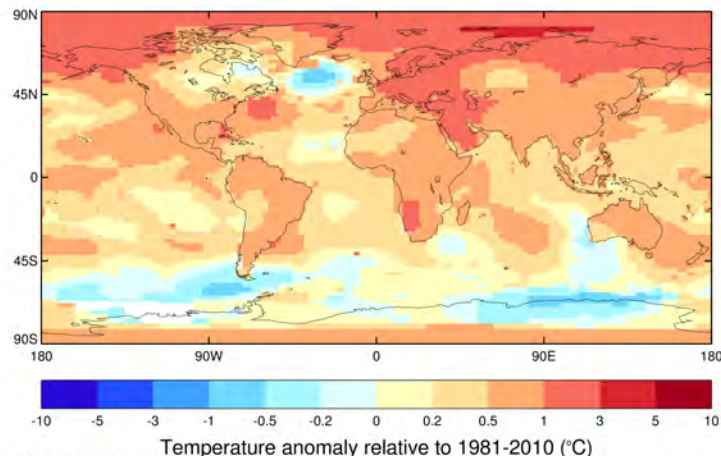 90N
45N
0
45S
90S
180 90W 0 90E 180
-10 -5 -3 -1 -0.5 -0.2 0 0.2 0.5 1 3 5 10
Temperature anomaly relative to 1981-2010 (°C)